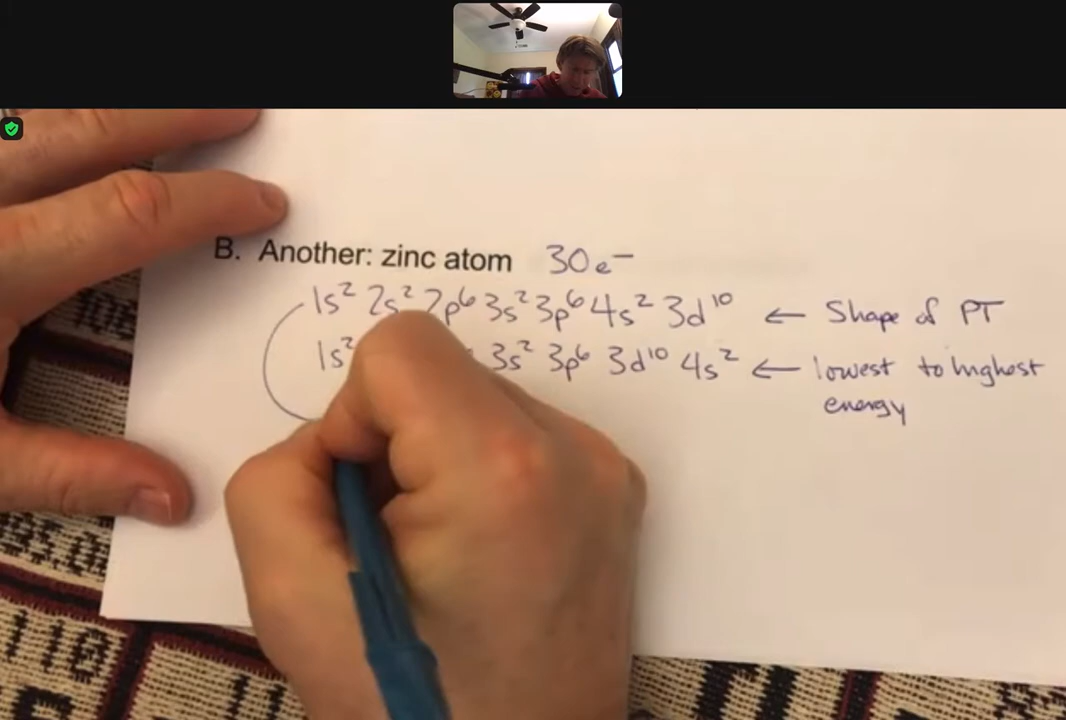 B. Another: zinc atom 30e⁻
1s² 2s² 2p⁶ 3s² 3p⁶ 4s² 3d¹⁰ ← Shape of PT
1s² 3s² 3p⁶ 3d¹⁰ 4s² ← lowest to highest
energy